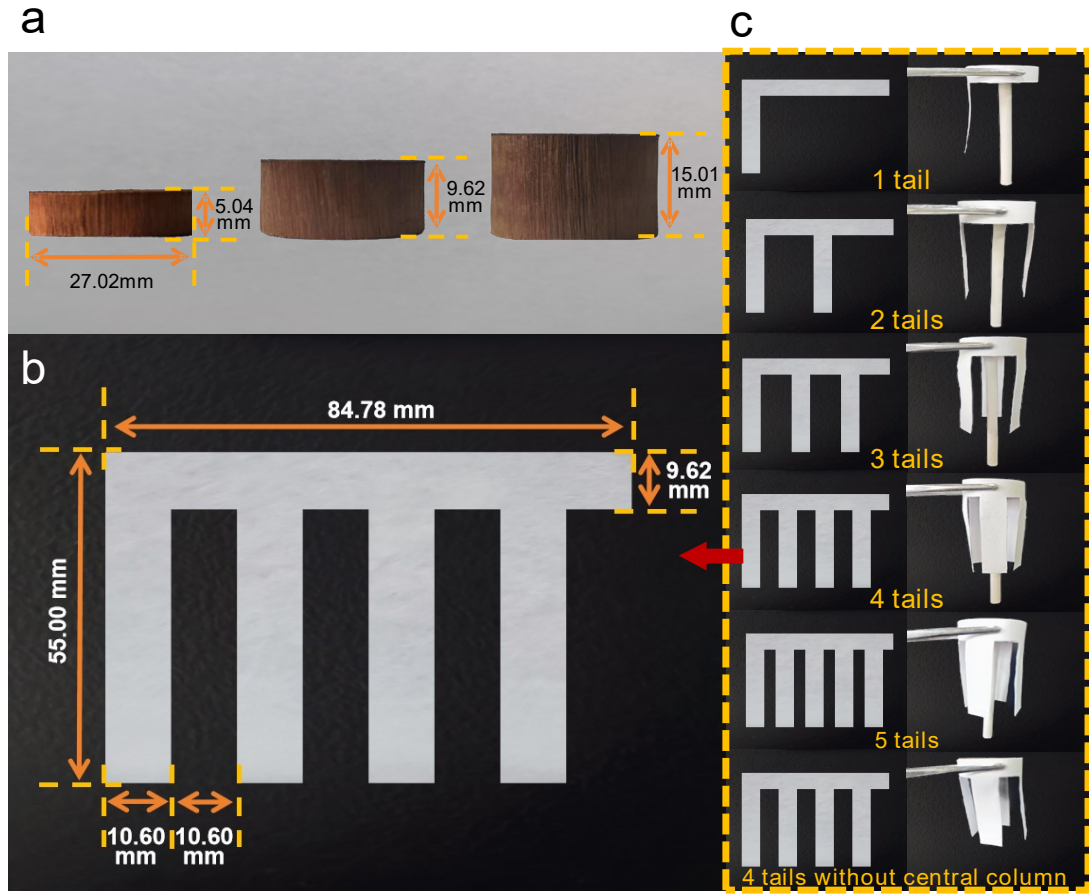 a
5.04
mm
27.02mm
9.62
mm
15.01
mm
b
84.78 mm
9.62
mm
55.00 mm
10.60
mm
10.60
mm
c
1 tail
2 tails
3 tails
4 tails
5 tails
4 tails without central column